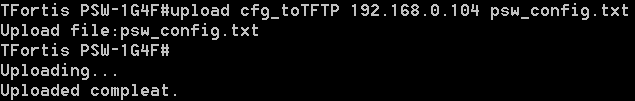 TFortis PSW-1G4F#upload cfg_toTFTP 192.168.0.104 psw_config.txt
Upload file:psw_config.txt
TFortis PSW-1G4F#
Uploading...
Uploaded compleat.